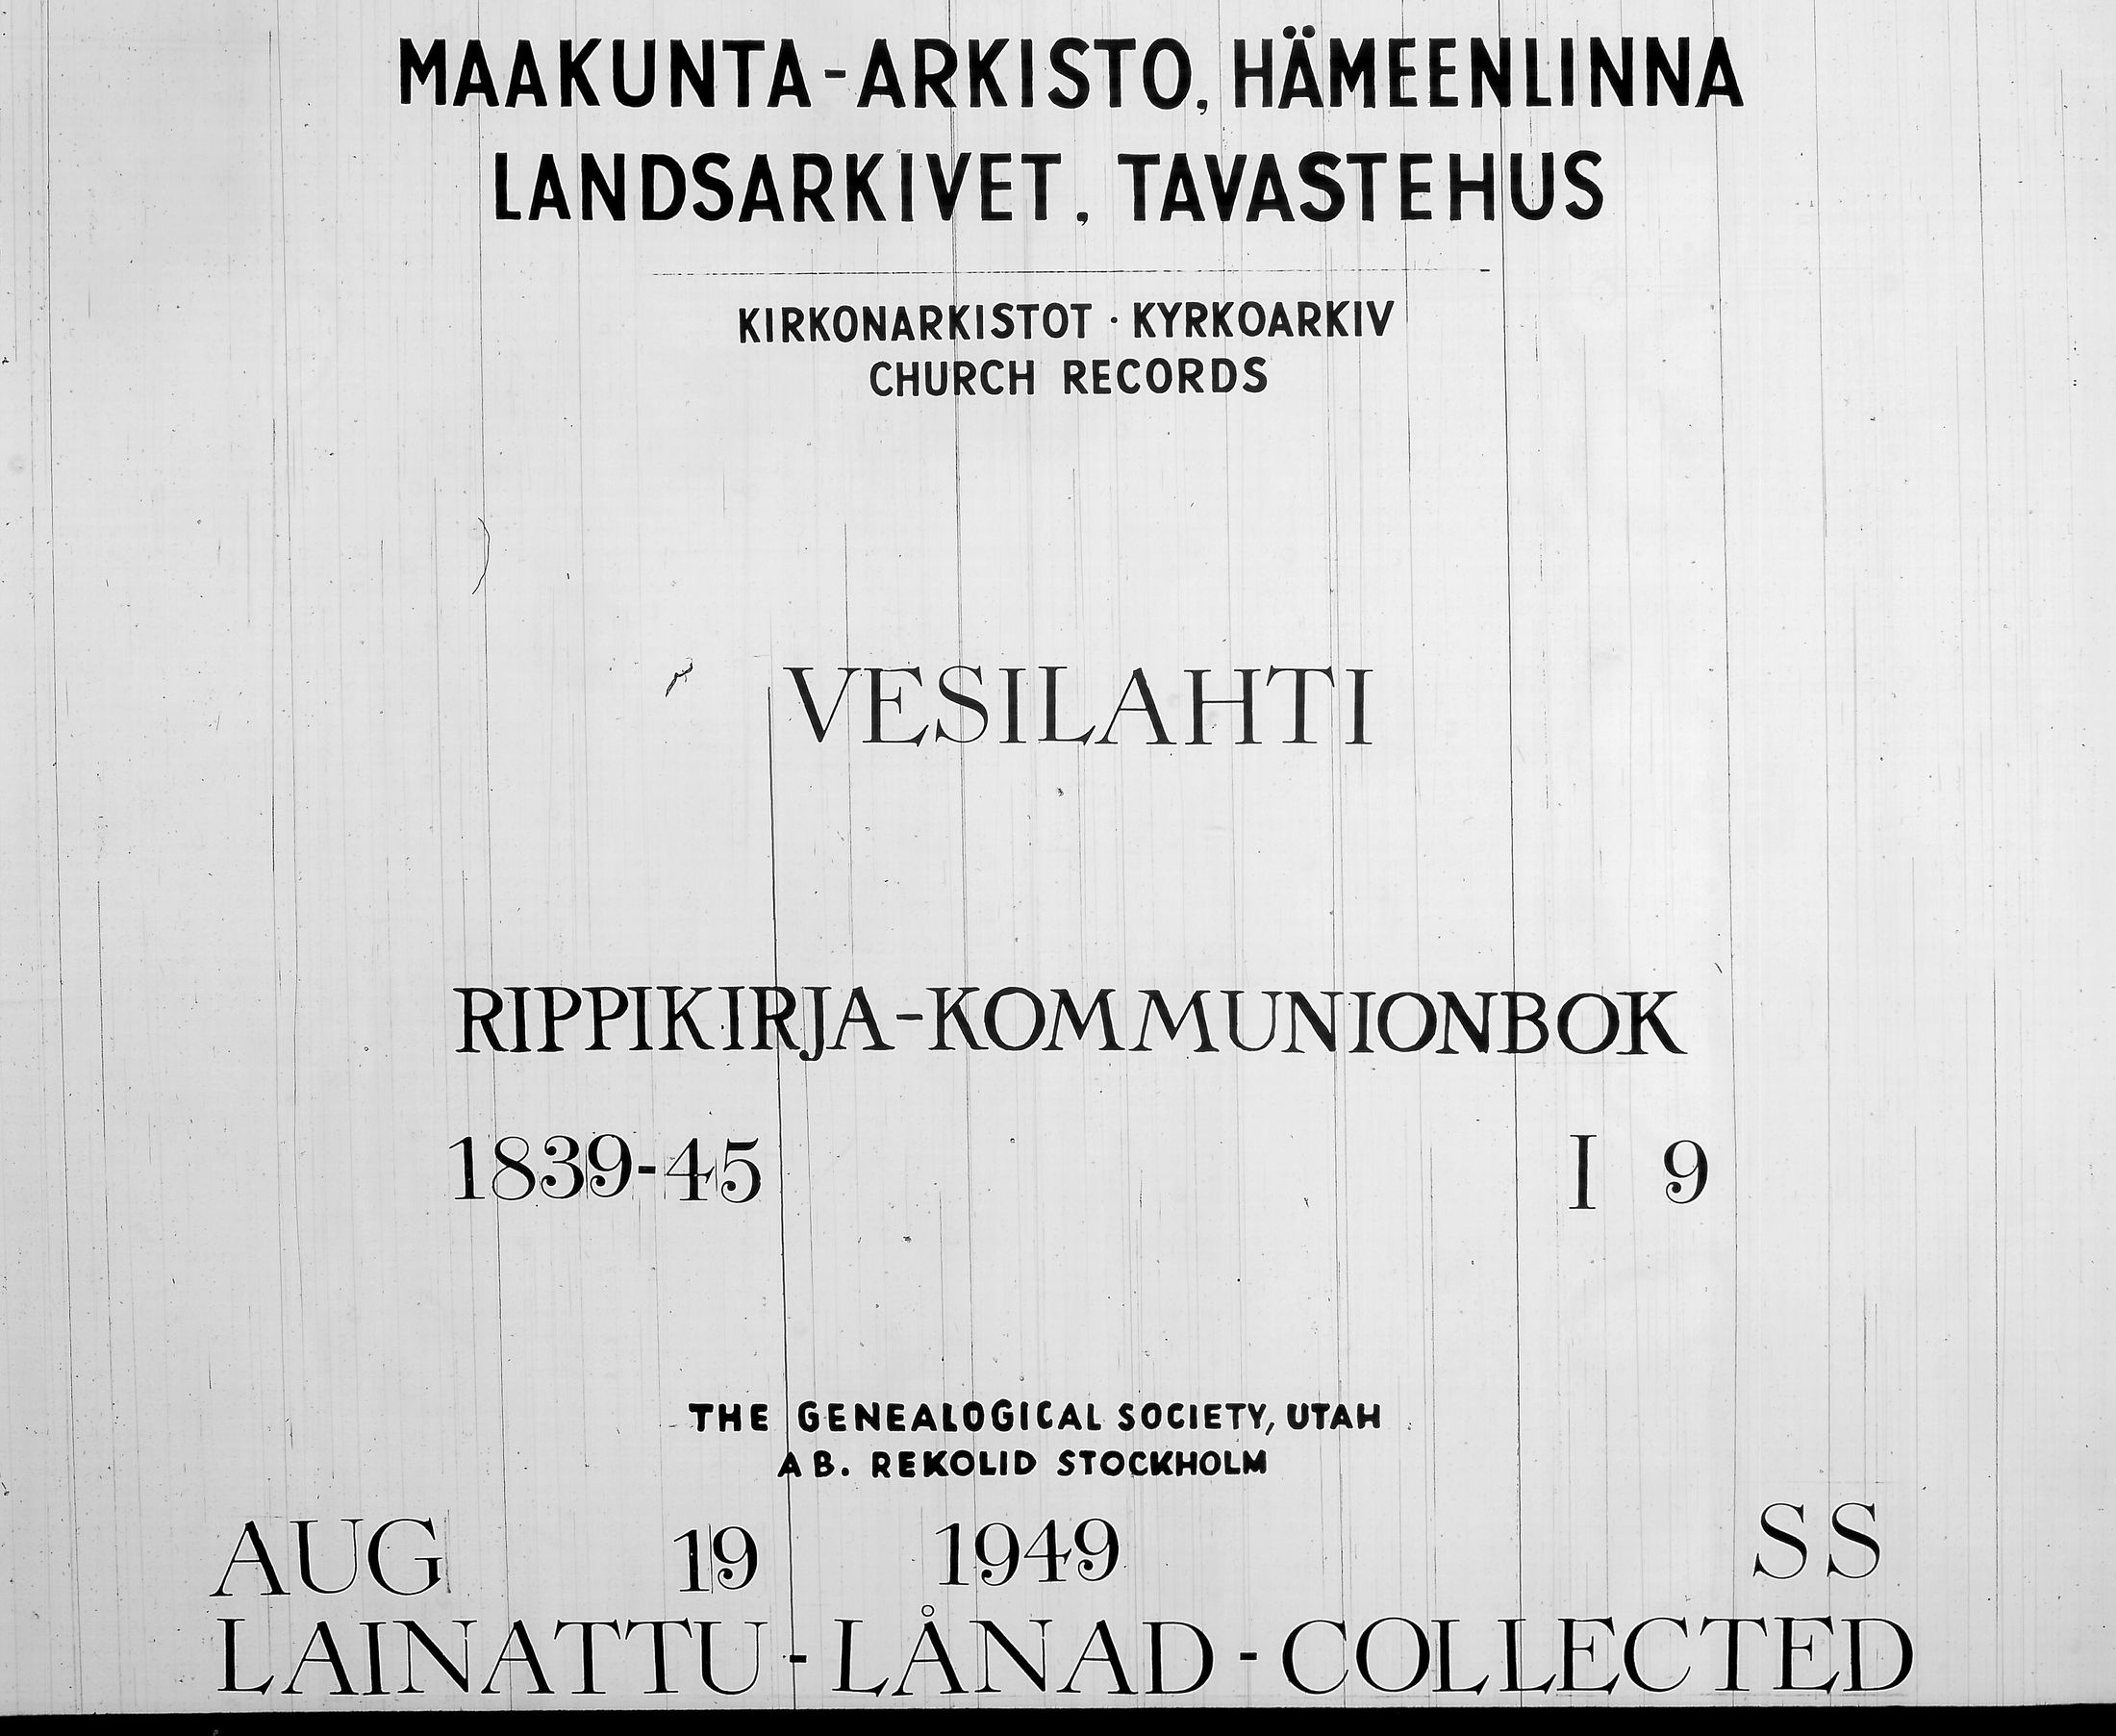 MAAKUNTA-ARKISTO, HÄMEENLINNA
LANDSARKIVET, TAVASTEHUS
KIRKONARKISTOT · KYRKOARKIV
CHURCH RECORDS
VESILAHTI
RIPPIKIRJA-KOMMUNIONBOK
1839-45 I 9
THE GENEALOGICAL SOCIETY, UTAH
AB. REKOLID STOCKHOLM
AUG 19 1949 SS
LAINATTU-LÅNAD-COLLECTED